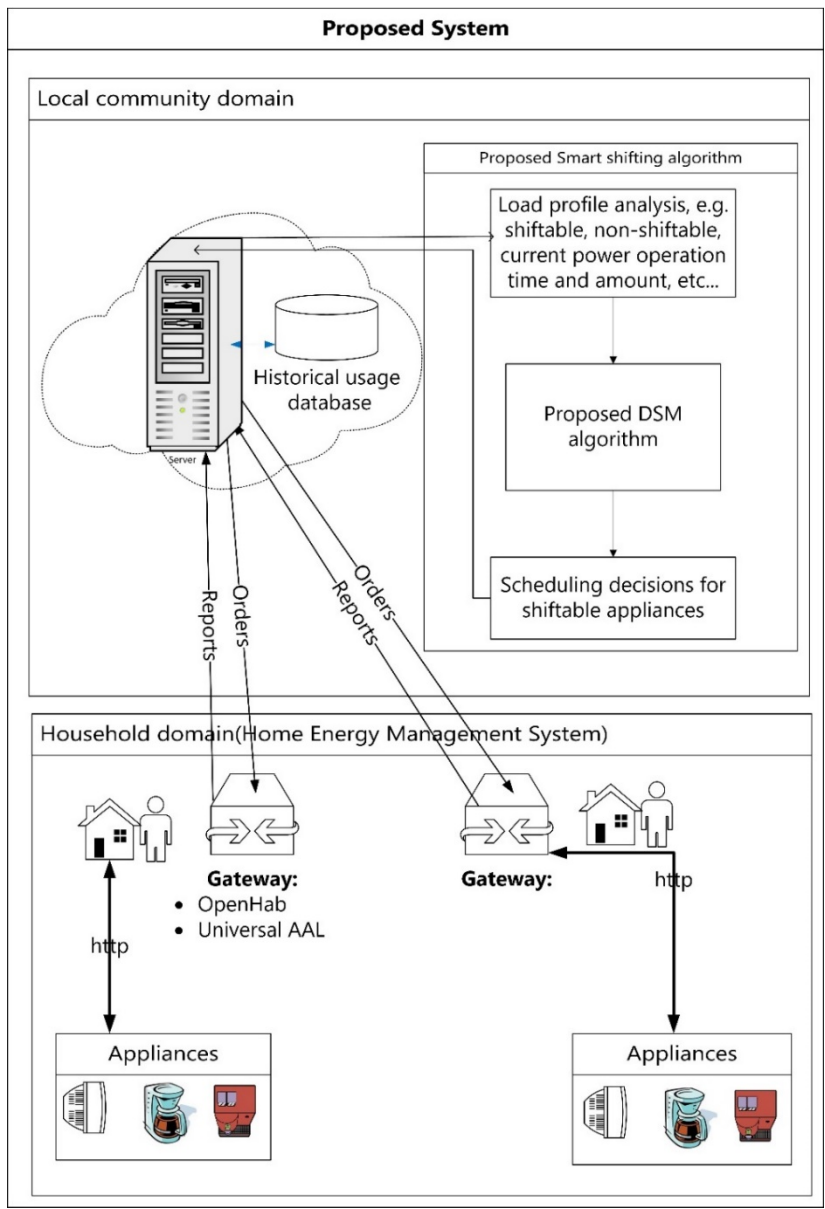 Proposed System
Local community domain
Proposed Smart shifting algorithm
Load profile analysis, e.g.
shiftable, non-shiftable,
current power operation
time and amount, etc...
Historical usage
database
Server
Proposed DSM
algorithm
Scheduling decisions for
shiftable appliances
Reports
Orders
Reports
Orders
Household domain(Home Energy Management System)
Gateway:
• OpenHab
• Universal AAL
Gateway:
http
http
Appliances
Appliances